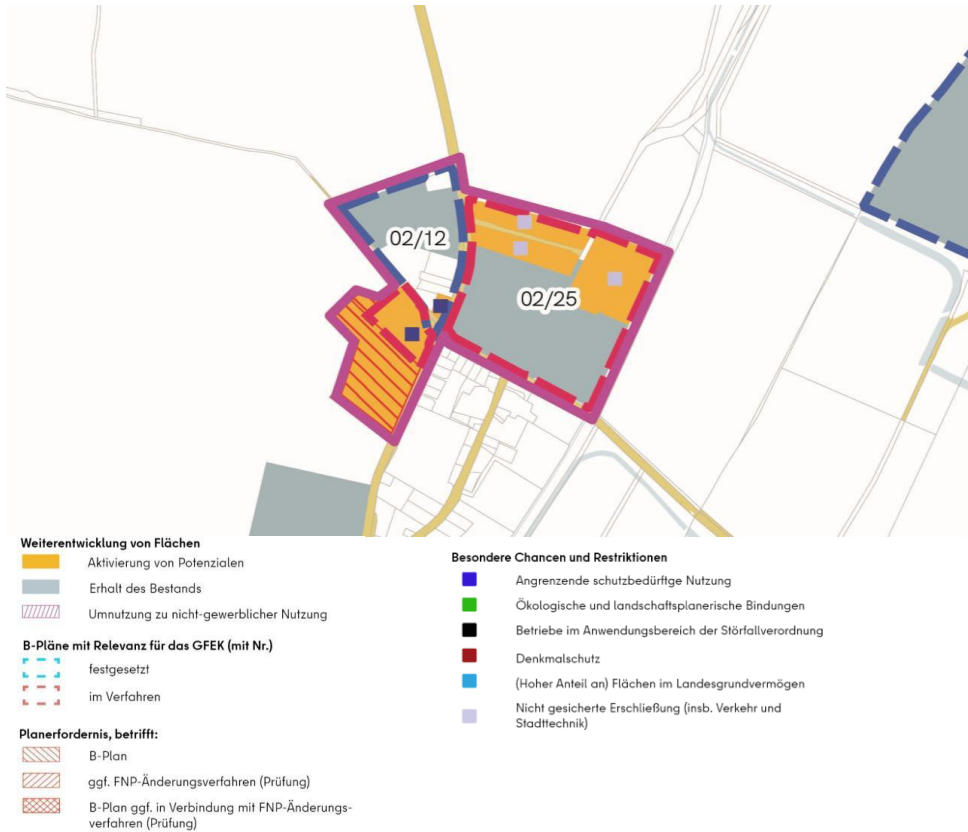 02/12
02/25
Weiterentwicklung von Flächen
Aktivierung von Potenzialen
Erhalt des Bestands
Umnutzung zu nicht-gewerblicher Nutzung
B-Pläne mit Relevanz für das GFEK (mit Nr.)
festgesetzt
im Verfahren
Planerfordernis, betrifft:
B-Plan
ggf. FNP-Änderungsverfahren (Prüfung)
B-Plan ggf. in Verbindung mit FNP-Änderungs-
verfahren (Prüfung)
Besondere Chancen und Restriktionen
Angrenzende schutzbedürftige Nutzung
Ökologische und landschaftsplanerische Bindungen
Betriebe im Anwendungsbereich der Störfallverordnung
Denkmalschutz
(Hoher Anteil an) Flächen im Landesgrundvermögen
Nicht gesicherte Erschließung (insb. Verkehr und
Stadttechnik)